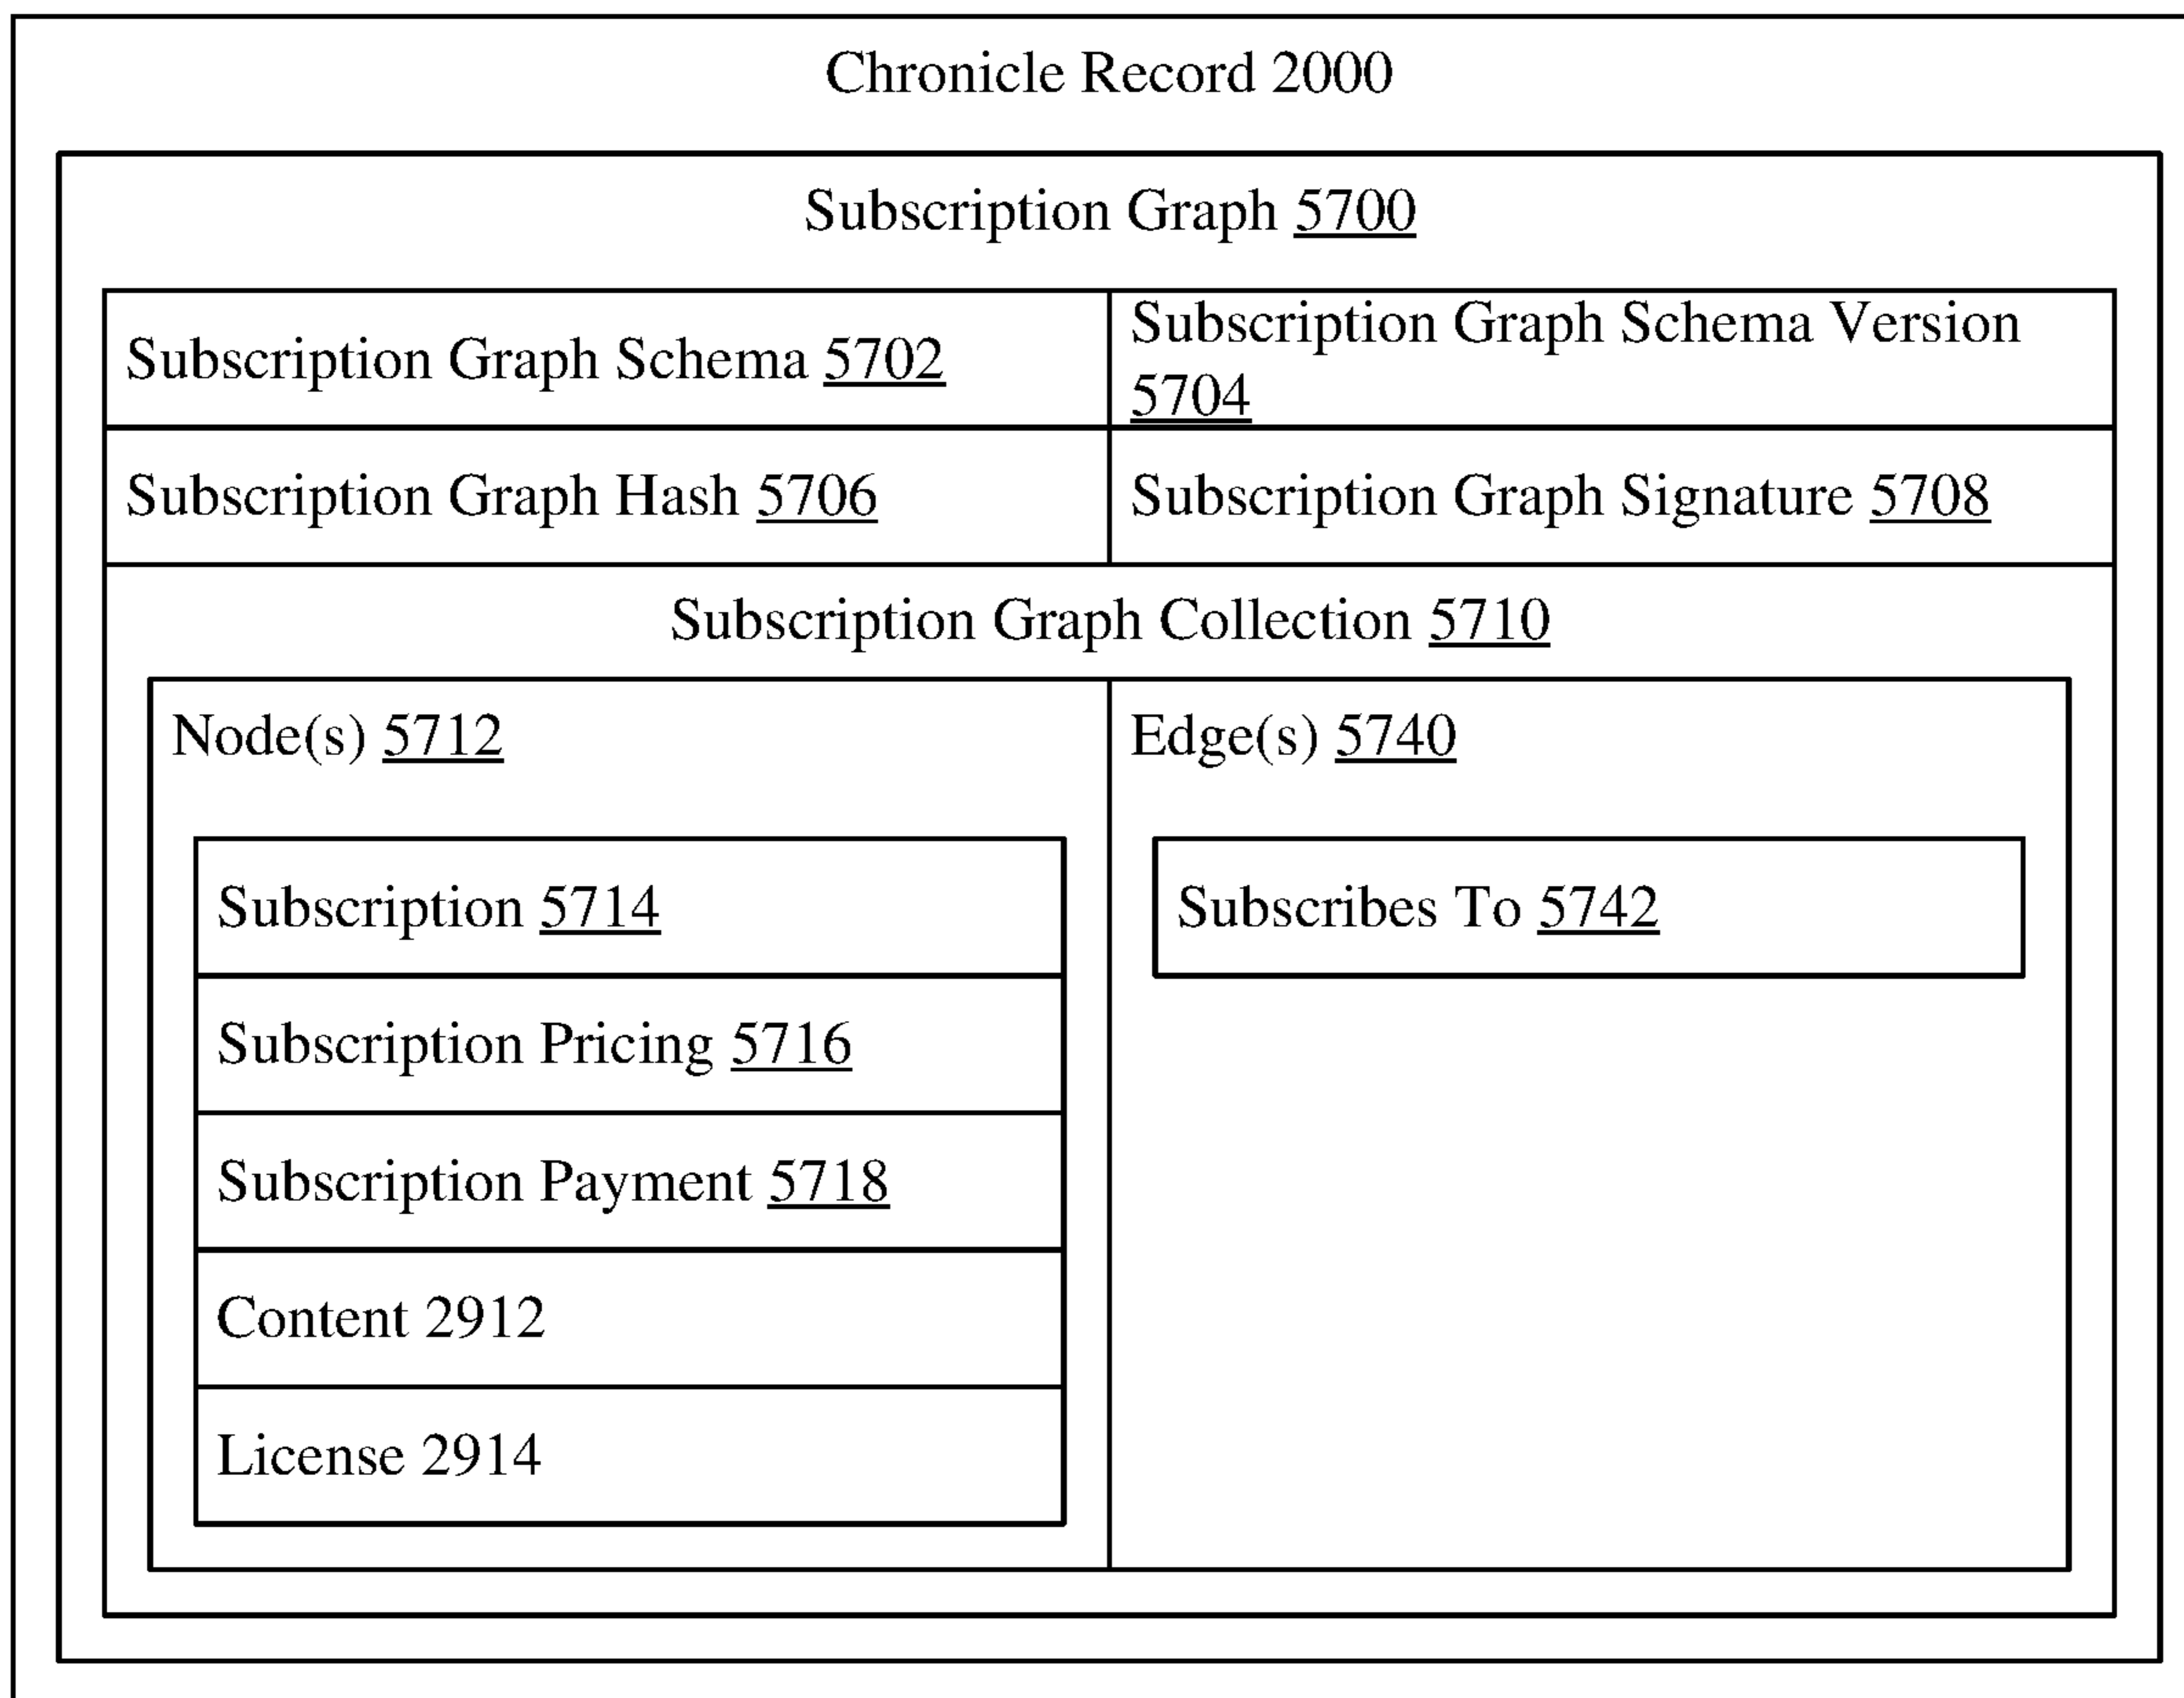 Chronicle Record 2000
Subscription Graph 5700
Subscription Graph Schema 5702
Subscription Graph Schema Version
5704
Subscription Graph Hash 5706
Subscription Graph Signature 5708
Subscription Graph Collection 5710
Node(s) 5712
Subscription 5714
Subscription Pricing 5716
Subscription Payment 5718
Content 2912
License 2914
Edge(s) 5740
Subscribes To 5742